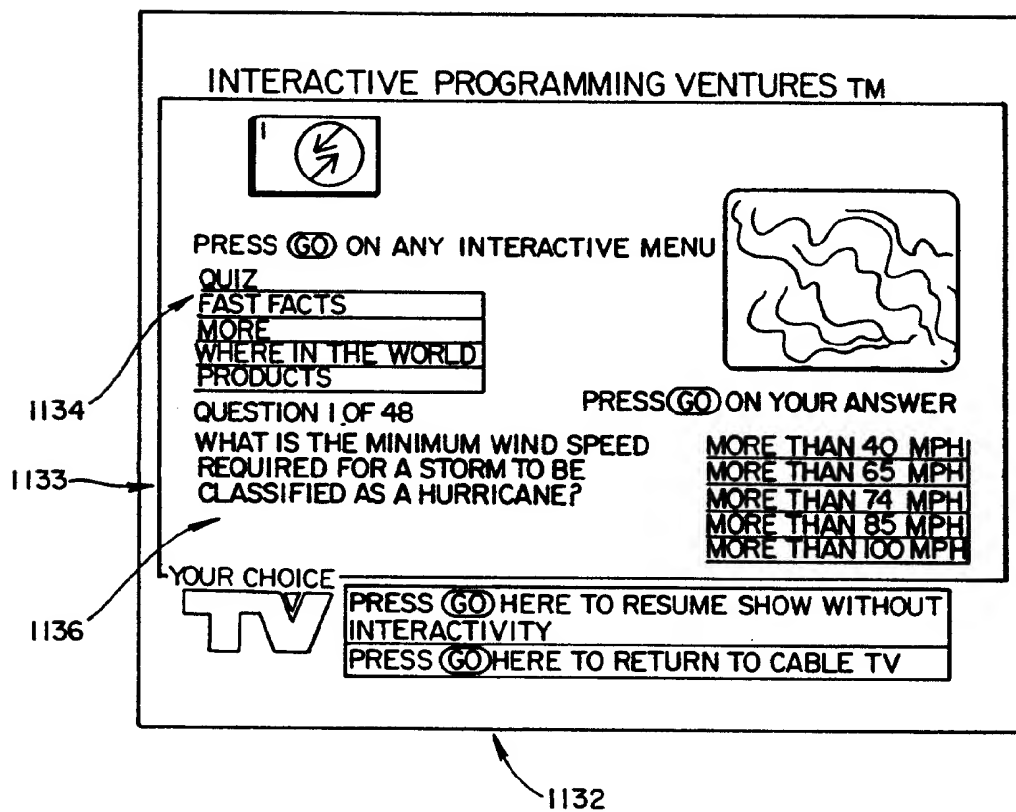 INTERACTIVE PROGRAMMING VENTURES TM
PRESS GO ON ANY INTERACTIVE MENU
QUIZ
FAST FACTS
MORE
WHERE IN THE WORLD
PRODUCTS
1134
QUESTION 1 OF 48
PRESS GO ON YOUR ANSWER
WHAT IS THE MINIMUM WIND SPEED
REQUIRED FOR A STORM TO BE
CLASSIFIED AS A HURRICANE?
1133
MORE THAN 40 MPH
MORE THAN 65 MPH
MORE THAN 74 MPH
MORE THAN 85 MPH
MORE THAN 100 MPH
YOUR CHOICE
TV
1136
PRESS GO HERE TO RESUME SHOW WITHOUT
INTERACTIVITY
PRESS GO HERE TO RETURN TO CABLE TV
1132